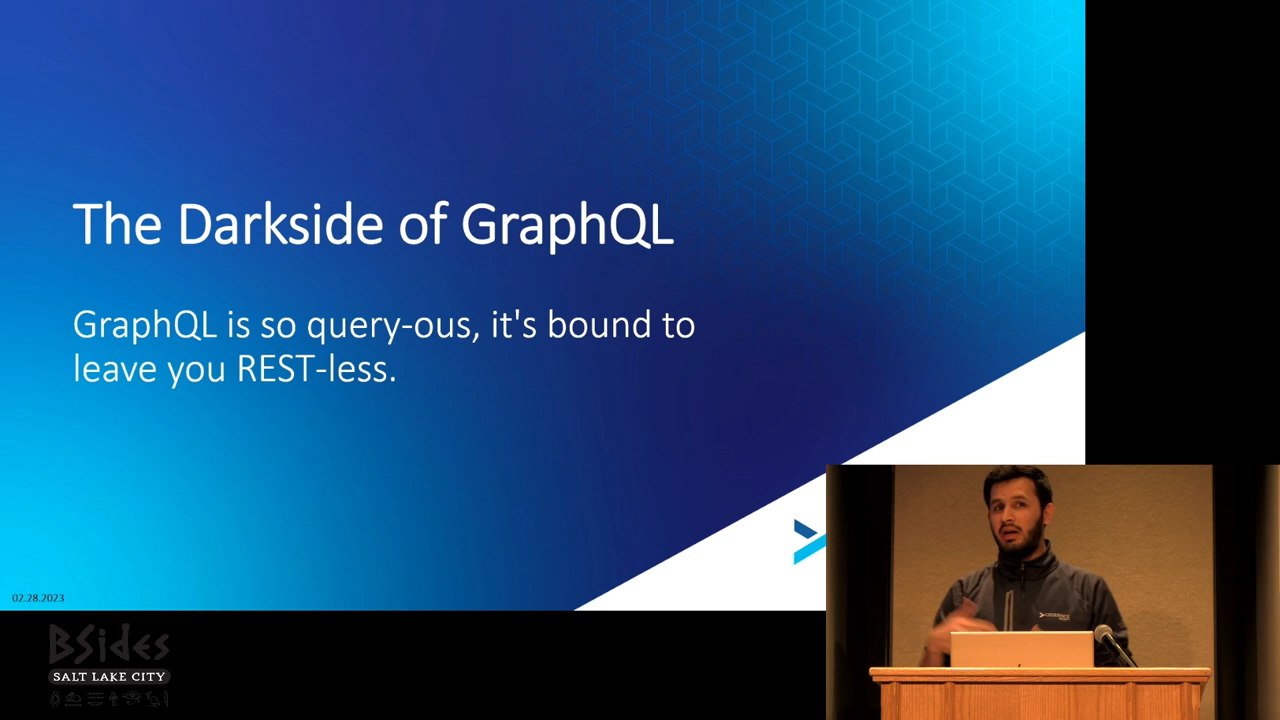 The Darkside of GraphQL
GraphQL is so query-ous, it's bound to
leave you REST-less.
02.28.2023
BSides
SALT LAKE CITY